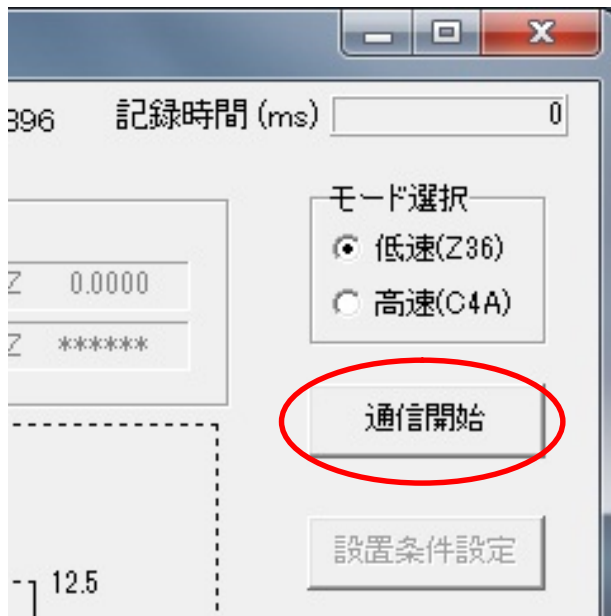 396 記録時間 (ms) 0
モード選択
低速(Z36)
高速(C4A)
Z 0.0000
Z ******
通信開始
設置条件設定
12.5